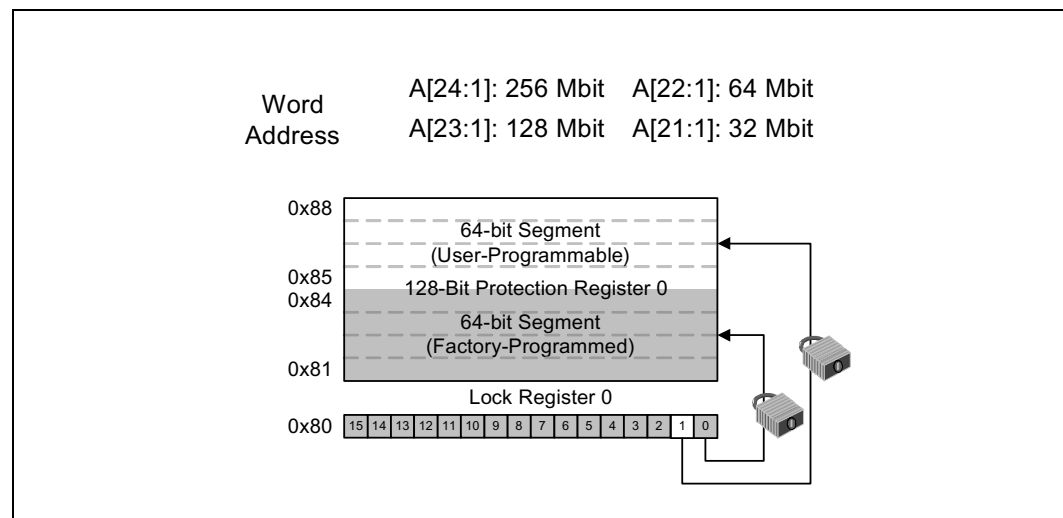 Word
Address
A[24:1]: 256 Mbit A[22:1]: 64 Mbit
A[23:1]: 128 Mbit A[21:1]: 32 Mbit
0x88
64-bit Segment
(User-Programmable)
0x85
128-Bit Protection Register 0
0x84
64-bit Segment
(Factory-Programmed)
0x81
Lock Register 0
0x80 15 14 13 12 11 10 9 8 7 6 5 4 3 2 1 0